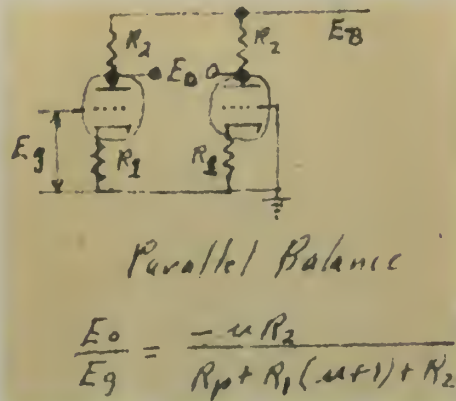 R2 R2 EB
E0
Eg R1 R1
Parallel Balance
E0/Eg = -uR2 / Rp + R1(u+1) + R2